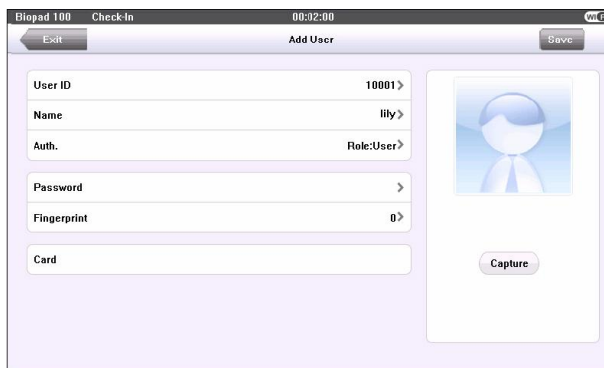 Biopad 100 Check-In 00:02:00
Exit Add User Save
User ID 10001
Name lily
Auth. Role:User
Password
Fingerprint 0
Card
Capture